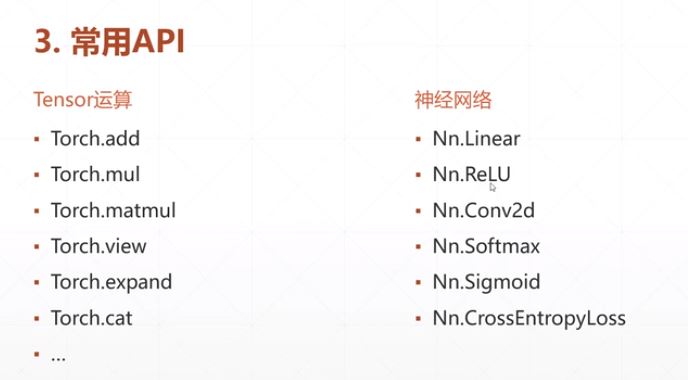 3. 常用API
Tensor运算
Torch.add
Torch.mul
Torch.matmul
Torch.view
Torch.expand
Torch.cat
...
神经网络
Nn.Linear
Nn.ReLU
Nn.Conv2d
Nn.Softmax
Nn.Sigmoid
Nn.CrossEntropyLoss